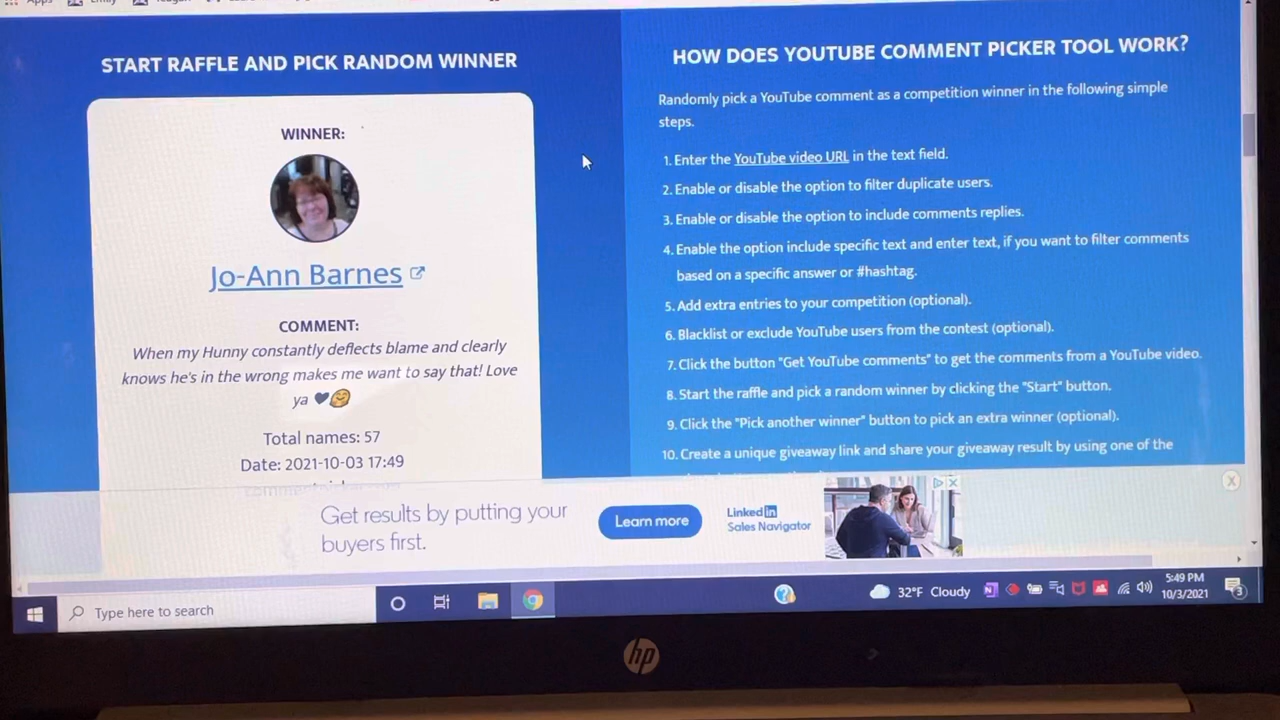 Apps
START RAFFLE AND PICK RANDOM WINNER
WINNER:
Jo-Ann Barnes
COMMENT:
When my Hunny constantly deflects blame and clearly
knows he's in the wrong makes me want to say that! Love
ya 🖤🤗
Total names: 57
Date: 2021-10-03 17:49
HOW DOES YOUTUBE COMMENT PICKER TOOL WORK?
Randomly pick a YouTube comment as a competition winner in the following simple
steps.
1. Enter the YouTube video URL in the text field.
2. Enable or disable the option to filter duplicate users.
3. Enable or disable the option to include comments replies.
4. Enable the option include specific text and enter text, if you want to filter comments
based on a specific answer or #hashtag.
5. Add extra entries to your competition (optional).
6. Blacklist or exclude YouTube users from the contest (optional).
7. Click the button "Get YouTube comments" to get the comments from a YouTube video.
8. Start the raffle and pick a random winner by clicking the "Start" button.
9. Click the "Pick another winner" button to pick an extra winner (optional).
10. Create a unique giveaway link and share your giveaway result by using one of the
Get results by putting your
buyers first.
Learn more
Linked in
Sales Navigator
Type here to search
32°F Cloudy
5:49 PM
10/3/2021
3
hp